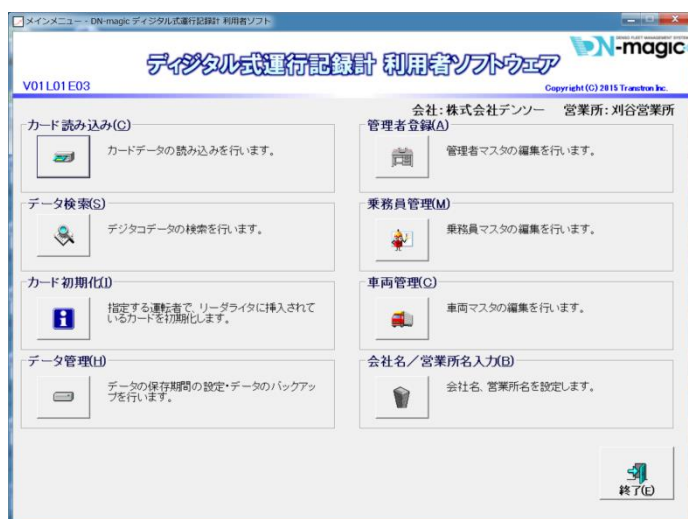 メインメニュー - DN-magic ディジタル式運行記録計 利用者ソフト
DN-magic
ディジタル式運行記録計 利用者ソフトウェア
V01L01E03
Copyright (C) 2015 Transtron Inc.
会社:株式会社デンソー 営業所:刈谷営業所
カード読み込み(C)
カードデータの読み込みを行います。
管理者登録(A)
管理者マスタの編集を行います。
データ検索(S)
デジタコデータの検索を行います。
乗務員管理(M)
乗務員マスタの編集を行います。
カード初期化(I)
指定する運転者で、リーダライタに挿入されて
いるカードを初期化します。
車両管理(C)
車両マスタの編集を行います。
データ管理(H)
データの保存期間の設定・データのバックアッ
プを行います。
会社名/営業所名入力(B)
会社名、営業所名を設定します。
終了(E)